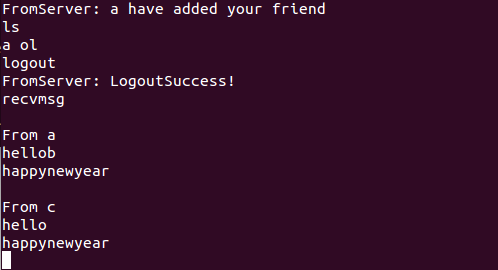 FromServer: a have added your friend
ls
a ol
logout
FromServer: LogoutSuccess!
recvmsg
From a
hellob
happynewyear
From c
hello
happynewyear